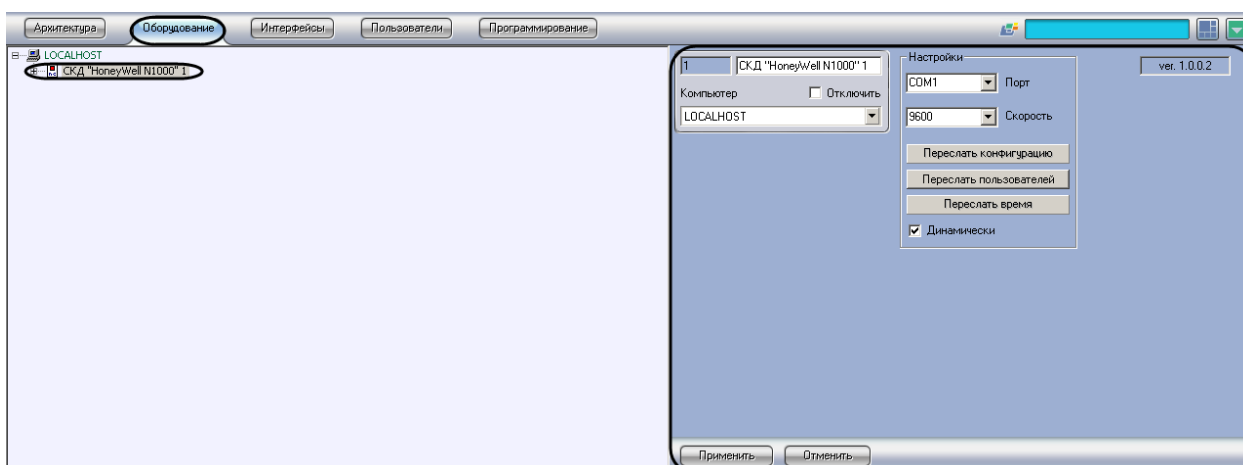 Архитектура Оборудование Интерфейсы Пользователи Программирование
LOCALHOST
СКД "HoneyWell N1000" 1
1 СКД "HoneyWell N1000" 1
Компьютер Отключить
LOCALHOST
Настройки
COM1 Порт
9600 Скорость
Переслать конфигурацию
Переслать пользователей
Переслать время
Динамически
ver. 1.0.0.2
Применить Отменить